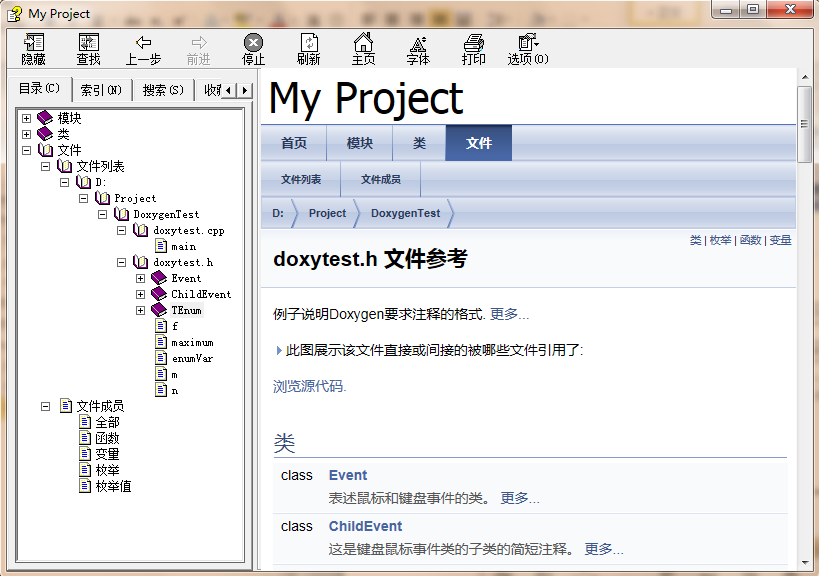 My Project
隐藏 查找 上一步 前进 停止 刷新 主页 字体 打印 选项(O)
目录(C) 索引(N) 搜索(S)
模块
类
文件
文件列表
D:
Project
DoxygenTest
doxytest.cpp
main
doxytest.h
Event
ChildEvent
TEnum
f
maximum
enumVar
m
n
文件成员
全部
函数
变量
枚举
枚举值
My Project
首页 模块 类 文件
文件列表 文件成员
D: Project DoxygenTest
类 | 枚举 | 函数 | 变量
doxytest.h 文件参考
例子说明Doxygen要求注释的格式. 更多...
此图展示该文件直接或间接的被哪些文件引用了:
浏览源代码.
类
class Event
表述鼠标和键盘事件的类。 更多...
class ChildEvent
这是键盘鼠标事件类的子类的简短注释。 更多...